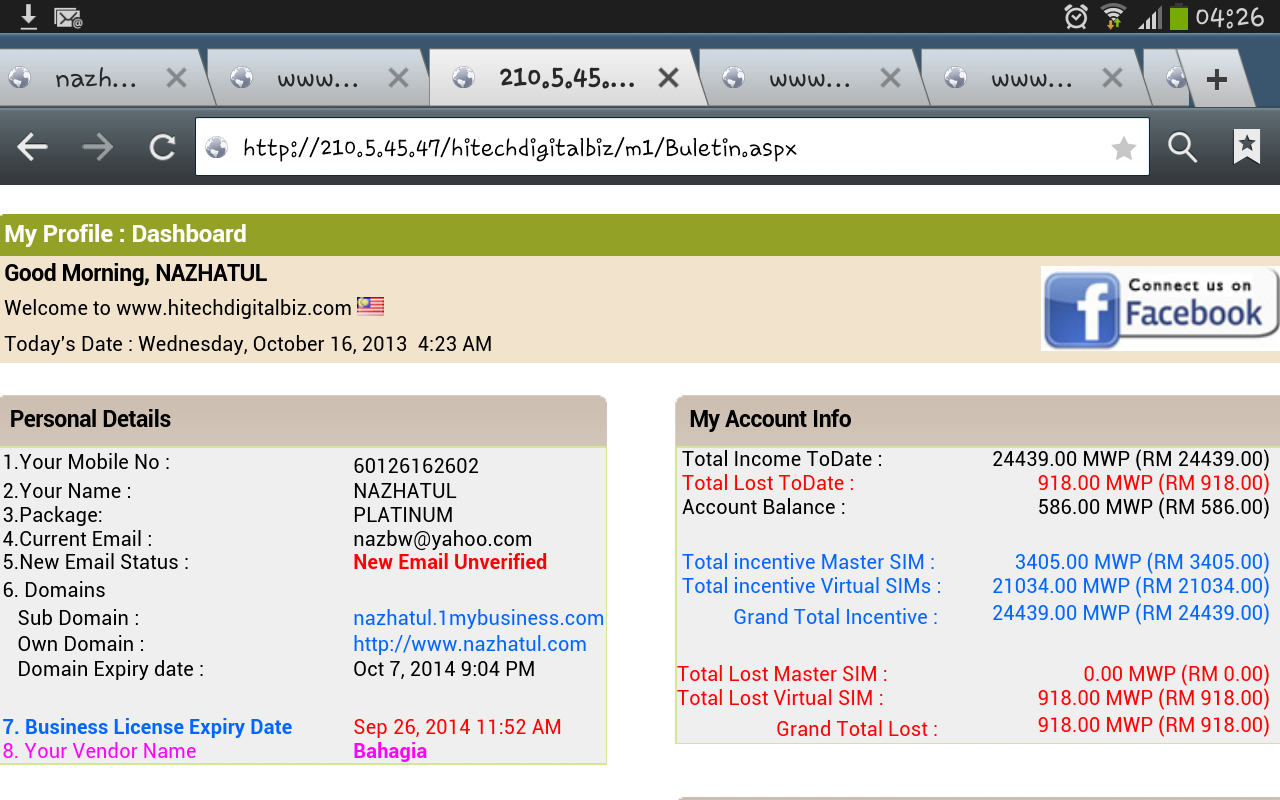 04:26
nazh...
www...
210.5.45....
www...
www...
http://210.5.45.47/hitechdigitalbiz/m1/Buletin.aspx
My Profile : Dashboard
Good Morning, NAZHATUL
Welcome to www.hitechdigitalbiz.com
Today's Date : Wednesday, October 16, 2013 4:23 AM
Connect us on
Facebook
Personal Details
1.Your Mobile No : 60126162602
2.Your Name : NAZHATUL
3.Package: PLATINUM
4.Current Email : nazbw@yahoo.com
5.New Email Status : New Email Unverified
6. Domains
Sub Domain : nazhatul.1mybusiness.com
Own Domain : http://www.nazhatul.com
Domain Expiry date : Oct 7, 2014 9:04 PM
7. Business License Expiry Date Sep 26, 2014 11:52 AM
8. Your Vendor Name Bahagia
My Account Info
Total Income ToDate : 24439.00 MWP (RM 24439.00)
Total Lost ToDate : 918.00 MWP (RM 918.00)
Account Balance : 586.00 MWP (RM 586.00)
Total incentive Master SIM : 3405.00 MWP (RM 3405.00)
Total incentive Virtual SIMs : 21034.00 MWP (RM 21034.00)
Grand Total Incentive : 24439.00 MWP (RM 24439.00)
Total Lost Master SIM : 0.00 MWP (RM 0.00)
Total Lost Virtual SIM : 918.00 MWP (RM 918.00)
Grand Total Lost : 918.00 MWP (RM 918.00)